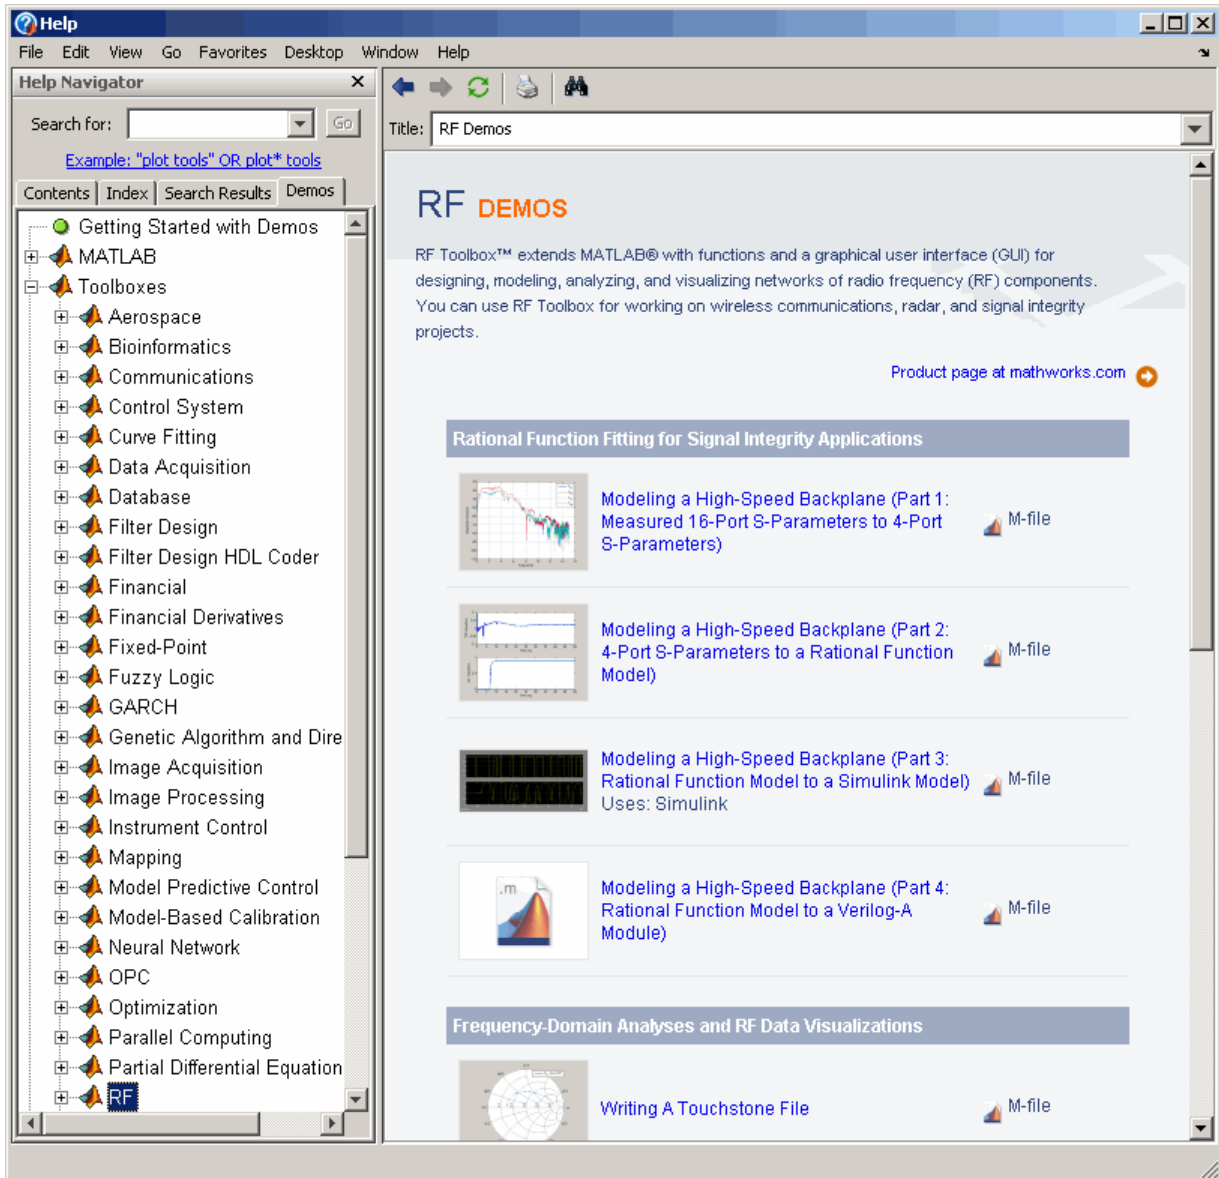 Help
File Edit View Go Favorites Desktop Window Help
Help Navigator
Search for:
Go
Example: "plot tools" OR plot* tools
Contents Index Search Results Demos
Getting Started with Demos
MATLAB
Toolboxes
Aerospace
Bioinformatics
Communications
Control System
Curve Fitting
Data Acquisition
Database
Filter Design
Filter Design HDL Coder
Financial
Financial Derivatives
Fixed-Point
Fuzzy Logic
GARCH
Genetic Algorithm and Dire
Image Acquisition
Image Processing
Instrument Control
Mapping
Model Predictive Control
Model-Based Calibration
Neural Network
OPC
Optimization
Parallel Computing
Partial Differential Equation
RF
Title: RF Demos
RF DEMOS
RF Toolbox™ extends MATLAB® with functions and a graphical user interface (GUI) for
designing, modeling, analyzing, and visualizing networks of radio frequency (RF) components.
You can use RF Toolbox for working on wireless communications, radar, and signal integrity
projects.
Product page at mathworks.com
Rational Function Fitting for Signal Integrity Applications
Modeling a High-Speed Backplane (Part 1:
Measured 16-Port S-Parameters to 4-Port
S-Parameters)
M-file
Modeling a High-Speed Backplane (Part 2:
4-Port S-Parameters to a Rational Function
Model)
M-file
Modeling a High-Speed Backplane (Part 3:
Rational Function Model to a Simulink Model)
Uses: Simulink
M-file
.m
Modeling a High-Speed Backplane (Part 4:
Rational Function Model to a Verilog-A
Module)
M-file
Frequency-Domain Analyses and RF Data Visualizations
Writing A Touchstone File
M-file